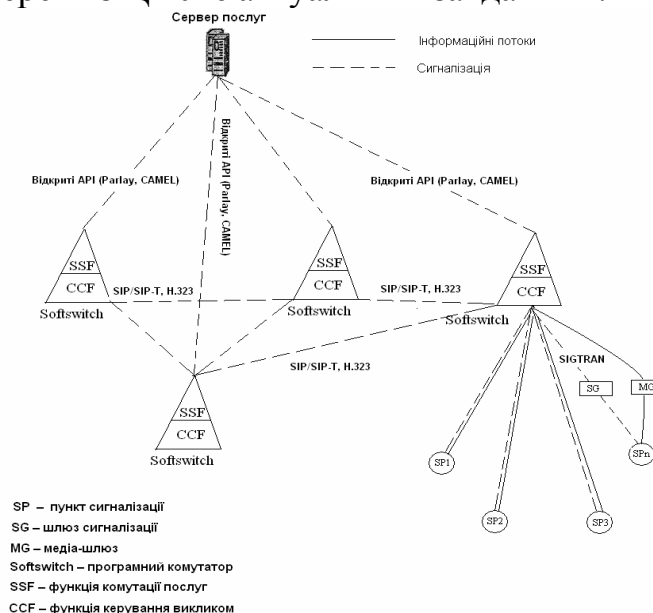 Сервер послуг
Інформаційні потоки
Сигналізація
Відкриті API (Parlay, CAMEL)
Відкриті API (Parlay, CAMEL)
Відкриті API (Parlay, CAMEL)
SSF
CCF
Softswitch
SIP/SIP-T, H.323
SSF
CCF
Softswitch
SIP/SIP-T, H.323
SSF
CCF
Softswitch
SIP/SIP-T, H.323
SIGTRAN
SG
SSF
CCF
Softswitch
SP1
SPn
SP2
SP3
SP – пункт сигналізації
SG – шлюз сигналізації
MG – медіа-шлюз
Softswitch – програмний комутатор
SSF – функція комутації послуг
CCF – функція керування викликом